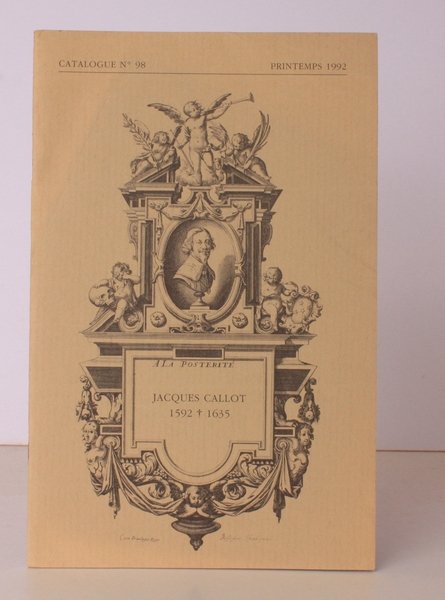 CATALOGUE N° 98
PRINTEMPS 1992
A LA POSTERITÉ
JACQUES CALLOT
1592 † 1635